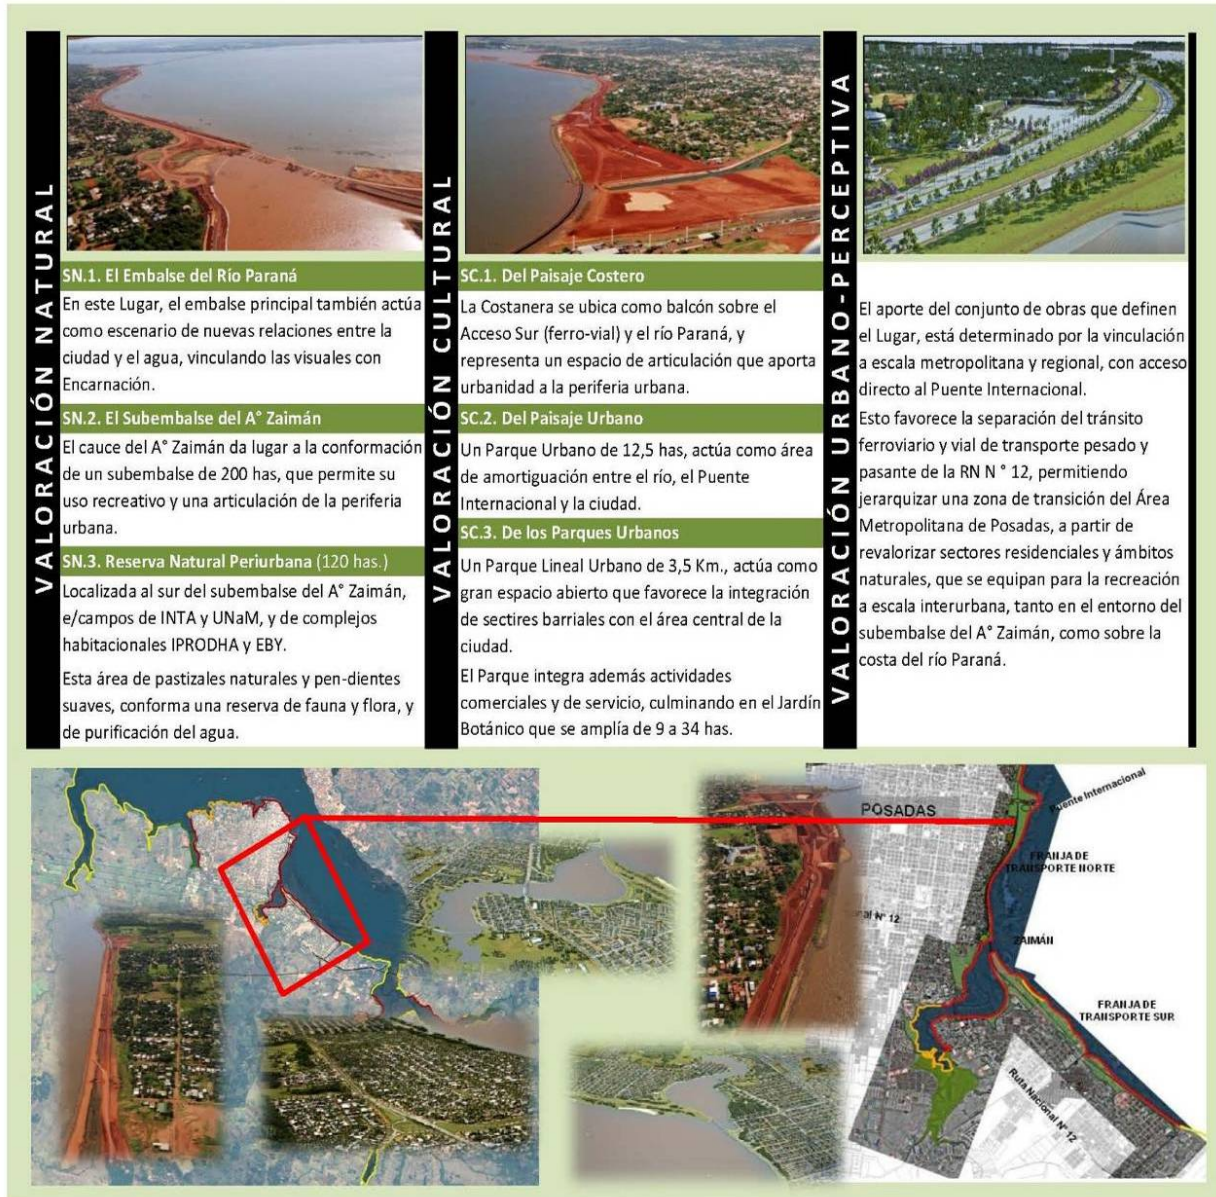 VALORACIÓN NATURAL
SN.1. El Embalse del Río Paraná
En este Lugar, el embalse principal también actúa
como escenario de nuevas relaciones entre la
ciudad y el agua, vinculando las visuales con
Encarnación.
SN.2. El Subembalse del A° Zaimán
El cauce del A° Zaimán da lugar a la conformación
de un subembalse de 200 has, que permite su
uso recreativo y una articulación de la periferia
urbana.
SN.3. Reserva Natural Periurbana (120 has.)
Localizada al sur del subembalse del A° Zaimán,
e/campos de INTA y UNaM, y de complejos
habitacionales IPRODHA y EBY.
Esta área de pastizales naturales y pen-dientes
suaves, conforma una reserva de fauna y flora, y
de purificación del agua.
VALORACIÓN CULTURAL
SC.1. Del Paisaje Costero
La Costanera se ubica como balcón sobre el
Acceso Sur (ferro-vial) y el río Paraná, y
representa un espacio de articulación que aporta
urbanidad a la periferia urbana.
SC.2. Del Paisaje Urbano
Un Parque Urbano de 12,5 has, actúa como área
de amortiguación entre el río, el Puente
Internacional y la ciudad.
SC.3. De los Parques Urbanos
Un Parque Lineal Urbano de 3,5 Km., actúa como
gran espacio abierto que favorece la integración
de sectires barriales con el área central de la
ciudad.
El Parque integra además actividades
comerciales y de servicio, culminando en el Jardín
Botánico que se amplía de 9 a 34 has.
VALORACIÓN URBANO-PERCEPTIVA
El aporte del conjunto de obras que definen
el Lugar, está determinado por la vinculación
a escala metropolitana y regional, con acceso
directo al Puente Internacional.
Esto favorece la separación del tránsito
ferroviario y vial de transporte pesado y
pasante de la RN N ° 12, permitiendo
jerarquizar una zona de transición del Área
Metropolitana de Posadas, a partir de
revalorizar sectores residenciales y ámbitos
naturales, que se equipan para la recreación
a escala interurbana, tanto en el entorno del
subembalse del A° Zaimán, como sobre la
costa del río Paraná.
POSADAS
Puente Internacional
FRANJA DE
TRANSPORTE NORTE
nal N° 12
ZAIMÁN
FRANJA DE
TRANSPORTE SUR
Ruta Nacional N° 12